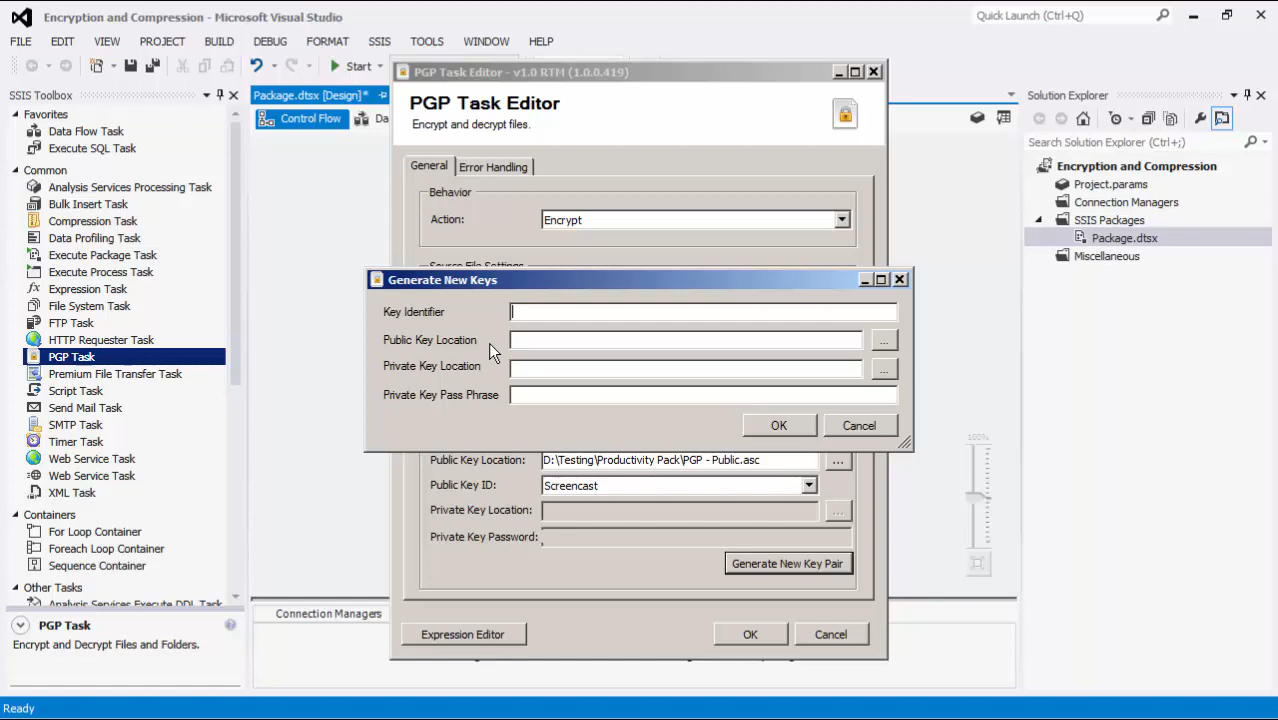 Encryption and Compression - Microsoft Visual Studio
Quick Launch (Ctrl+Q)
FILE EDIT VIEW PROJECT BUILD DEBUG FORMAT SSIS TOOLS WINDOW HELP
Start
SSIS Toolbox
Favorites
Data Flow Task
Execute SQL Task
Common
Analysis Services Processing Task
Bulk Insert Task
Compression Task
Data Profiling Task
Execute Package Task
Execute Process Task
Expression Task
File System Task
FTP Task
HTTP Requester Task
PGP Task
Premium File Transfer Task
Script Task
Send Mail Task
SMTP Task
Timer Task
Web Service Task
Web Service Task
XML Task
Containers
For Loop Container
Foreach Loop Container
Sequence Container
Other Tasks
Analysis Services Execute DDL Task
PGP Task
Encrypt and Decrypt Files and Folders.
Package.dtsx [Design]*
Control Flow
Da
PGP Task Editor - v1.0 RTM (1.0.0.419)
PGP Task Editor
Encrypt and decrypt files.
General
Error Handling
Behavior
Action: Encrypt
Source File Settings
Generate New Keys
Key Identifier
Public Key Location
...
Private Key Location
...
Private Key Pass Phrase
OK
Cancel
Public Key Location: D:\Testing\Productivity Pack\PGP - Public.asc
...
Public Key ID: Screencast
Private Key Location:
...
Private Key Password:
Generate New Key Pair
Expression Editor
OK
Cancel
Connection Managers
100%
Solution Explorer
Search Solution Explorer (Ctrl+;)
Encryption and Compression
Project.params
Connection Managers
SSIS Packages
Package.dtsx
Miscellaneous
Ready